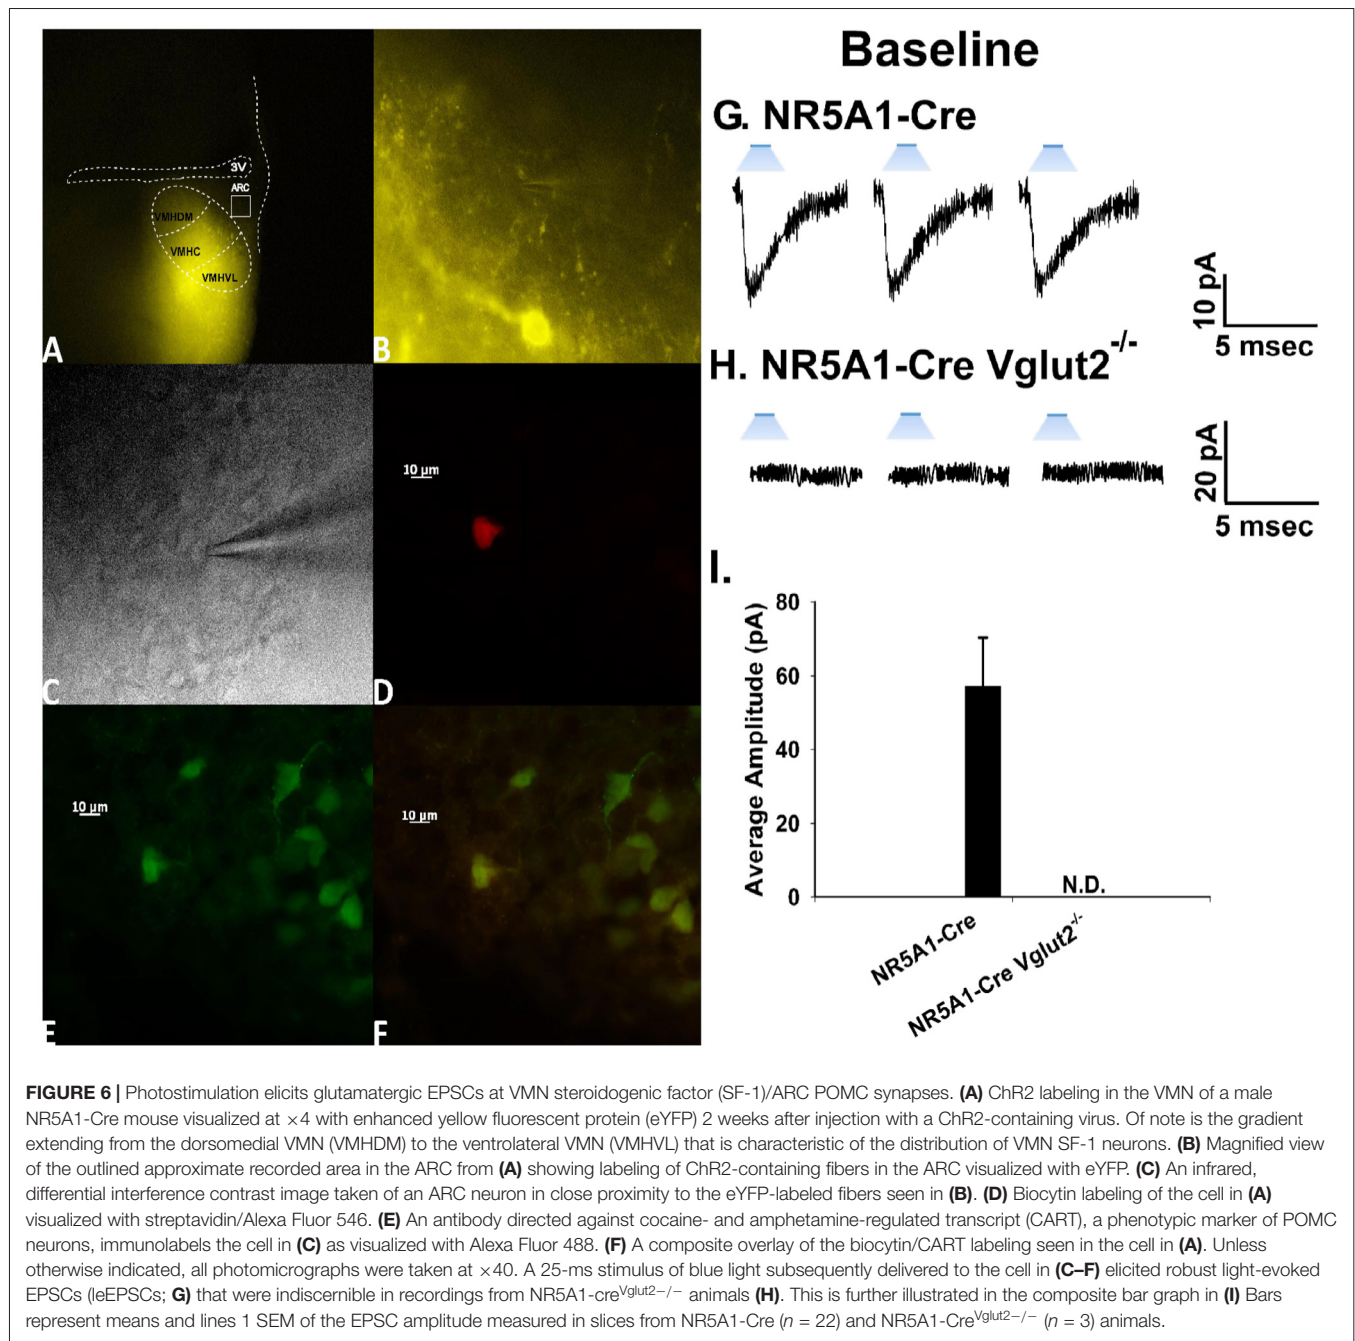 3V
ARC
VMHDM
VMHC
VMHVL
A
B
C
10 µm
D
10 µm
E
10 µm
F
Baseline
G. NR5A1-Cre
10 pA
5 msec
H. NR5A1-Cre Vglut2-/-
20 pA
5 msec
I.
Average Amplitude (pA)
80
60
40
20
0
N.D.
NR5A1-Cre
NR5A1-Cre Vglut2-/-
FIGURE 6 | Photostimulation elicits glutamatergic EPSCs at VMN steroidogenic factor (SF-1)/ARC POMC synapses. (A) ChR2 labeling in the VMN of a male
NR5A1-Cre mouse visualized at ×4 with enhanced yellow fluorescent protein (eYFP) 2 weeks after injection with a ChR2-containing virus. Of note is the gradient
extending from the dorsomedial VMN (VMHDM) to the ventrolateral VMN (VMHVL) that is characteristic of the distribution of VMN SF-1 neurons. (B) Magnified view
of the outlined approximate recorded area in the ARC from (A) showing labeling of ChR2-containing fibers in the ARC visualized with eYFP. (C) An infrared,
differential interference contrast image taken of an ARC neuron in close proximity to the eYFP-labeled fibers seen in (B). (D) Biocytin labeling of the cell in (A)
visualized with streptavidin/Alexa Fluor 546. (E) An antibody directed against cocaine- and amphetamine-regulated transcript (CART), a phenotypic marker of POMC
neurons, immunolabels the cell in (C) as visualized with Alexa Fluor 488. (F) A composite overlay of the biocytin/CART labeling seen in the cell in (A). Unless
otherwise indicated, all photomicrographs were taken at ×40. A 25-ms stimulus of blue light subsequently delivered to the cell in (C–F) elicited robust light-evoked
EPSCs (leEPSCs; G) that were indiscernible in recordings from NR5A1-creVglut2−/− animals (H). This is further illustrated in the composite bar graph in (I) Bars
represent means and lines 1 SEM of the EPSC amplitude measured in slices from NR5A1-Cre (n = 22) and NR5A1-CreVglut2−/− (n = 3) animals.